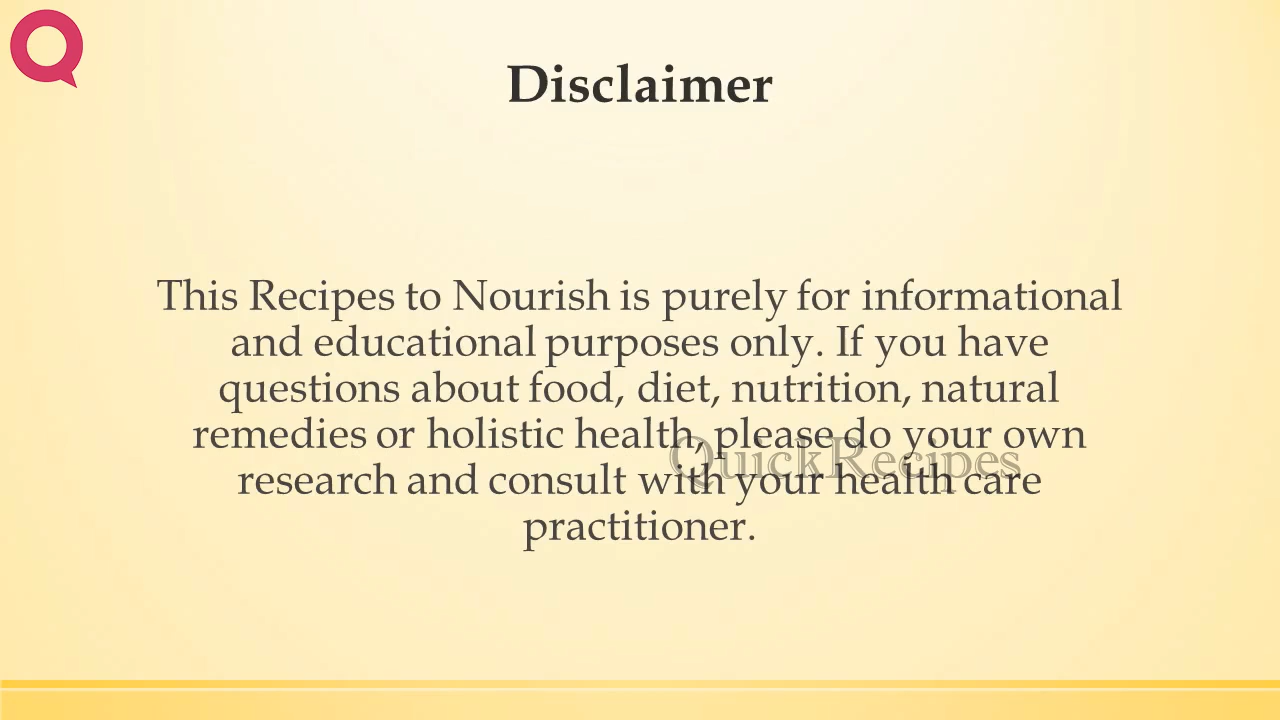 Disclaimer
This Recipes to Nourish is purely for informational
and educational purposes only. If you have
questions about food, diet, nutrition, natural
remedies or holistic health, please do your own
QuickRecipes
research and consult with your health care
practitioner.